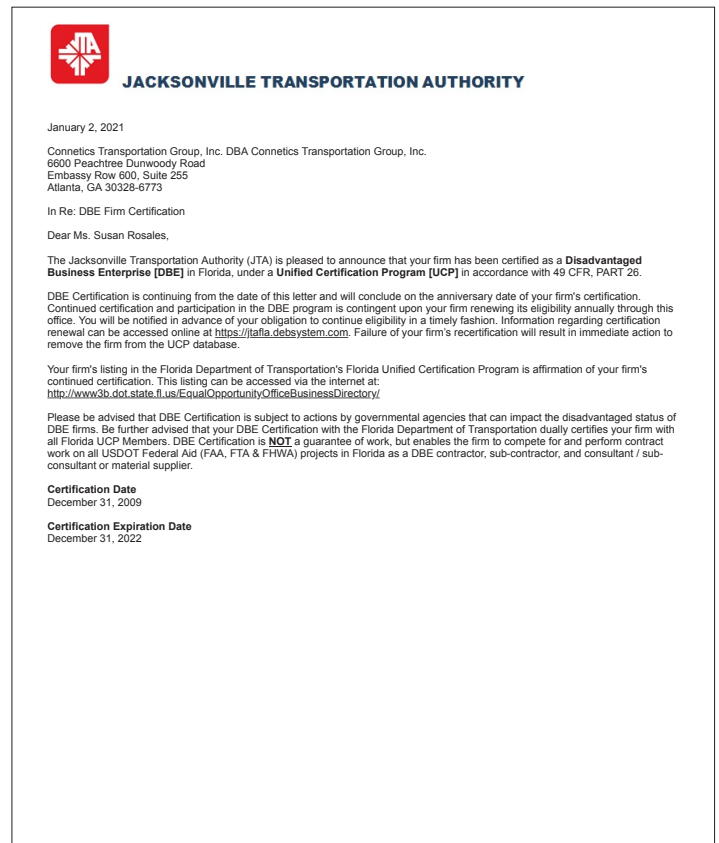 JTA
JACKSONVILLE TRANSPORTATION AUTHORITY
January 2, 2021
Connetics Transportation Group, Inc. DBA Connetics Transportation Group, Inc.
6600 Peachtree Dunwoody Road
Embassy Row 600, Suite 255
Atlanta, GA 30328-6773
In Re: DBE Firm Certification
Dear Ms. Susan Rosales,
The Jacksonville Transportation Authority (JTA) is pleased to announce that your firm has been certified as a Disadvantaged
Business Enterprise [DBE] in Florida, under a Unified Certification Program [UCP] in accordance with 49 CFR, PART 26.
DBE Certification is continuing from the date of this letter and will conclude on the anniversary date of your firm's certification.
Continued certification and participation in the DBE program is contingent upon your firm renewing its eligibility annually through this
office. You will be notified in advance of your obligation to continue eligibility in a timely fashion. Information regarding certification
renewal can be accessed online at https://jtafla.debsystem.com. Failure of your firm's recertification will result in immediate action to
remove the firm from the UCP database.
Your firm's listing in the Florida Department of Transportation's Florida Unified Certification Program is affirmation of your firm's
continued certification. This listing can be accessed via the internet at:
http://www3b.dot.state.fl.us/EqualOpportunityOfficeBusinessDirectory/
Please be advised that DBE Certification is subject to actions by governmental agencies that can impact the disadvantaged status of
DBE firms. Be further advised that your DBE Certification with the Florida Department of Transportation dually certifies your firm with
all Florida UCP Members. DBE Certification is NOT a guarantee of work, but enables the firm to compete for and perform contract
work on all USDOT Federal Aid (FAA, FTA & FHWA) projects in Florida as a DBE contractor, sub-contractor, and consultant / sub-
consultant or material supplier.
Certification Date
December 31, 2009
Certification Expiration Date
December 31, 2022